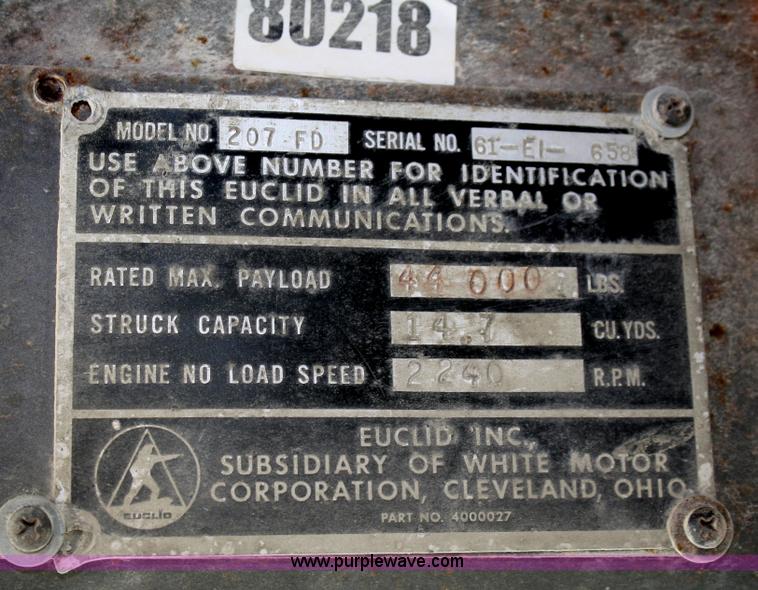 80218
MODEL NO. 207 FD SERIAL NO. 61-EI- 658
USE ABOVE NUMBER FOR IDENTIFICATION
OF THIS EUCLID IN ALL VERBAL OR
WRITTEN COMMUNICATIONS.
RATED MAX. PAYLOAD 44 000 LBS.
STRUCK CAPACITY 14.7 CU. YDS.
ENGINE NO LOAD SPEED 2240 R.P.M.
EUCLID INC.,
SUBSIDIARY OF WHITE MOTOR
CORPORATION, CLEVELAND, OHIO
EUCLID
PART NO. 4000027
www.purplewave.com